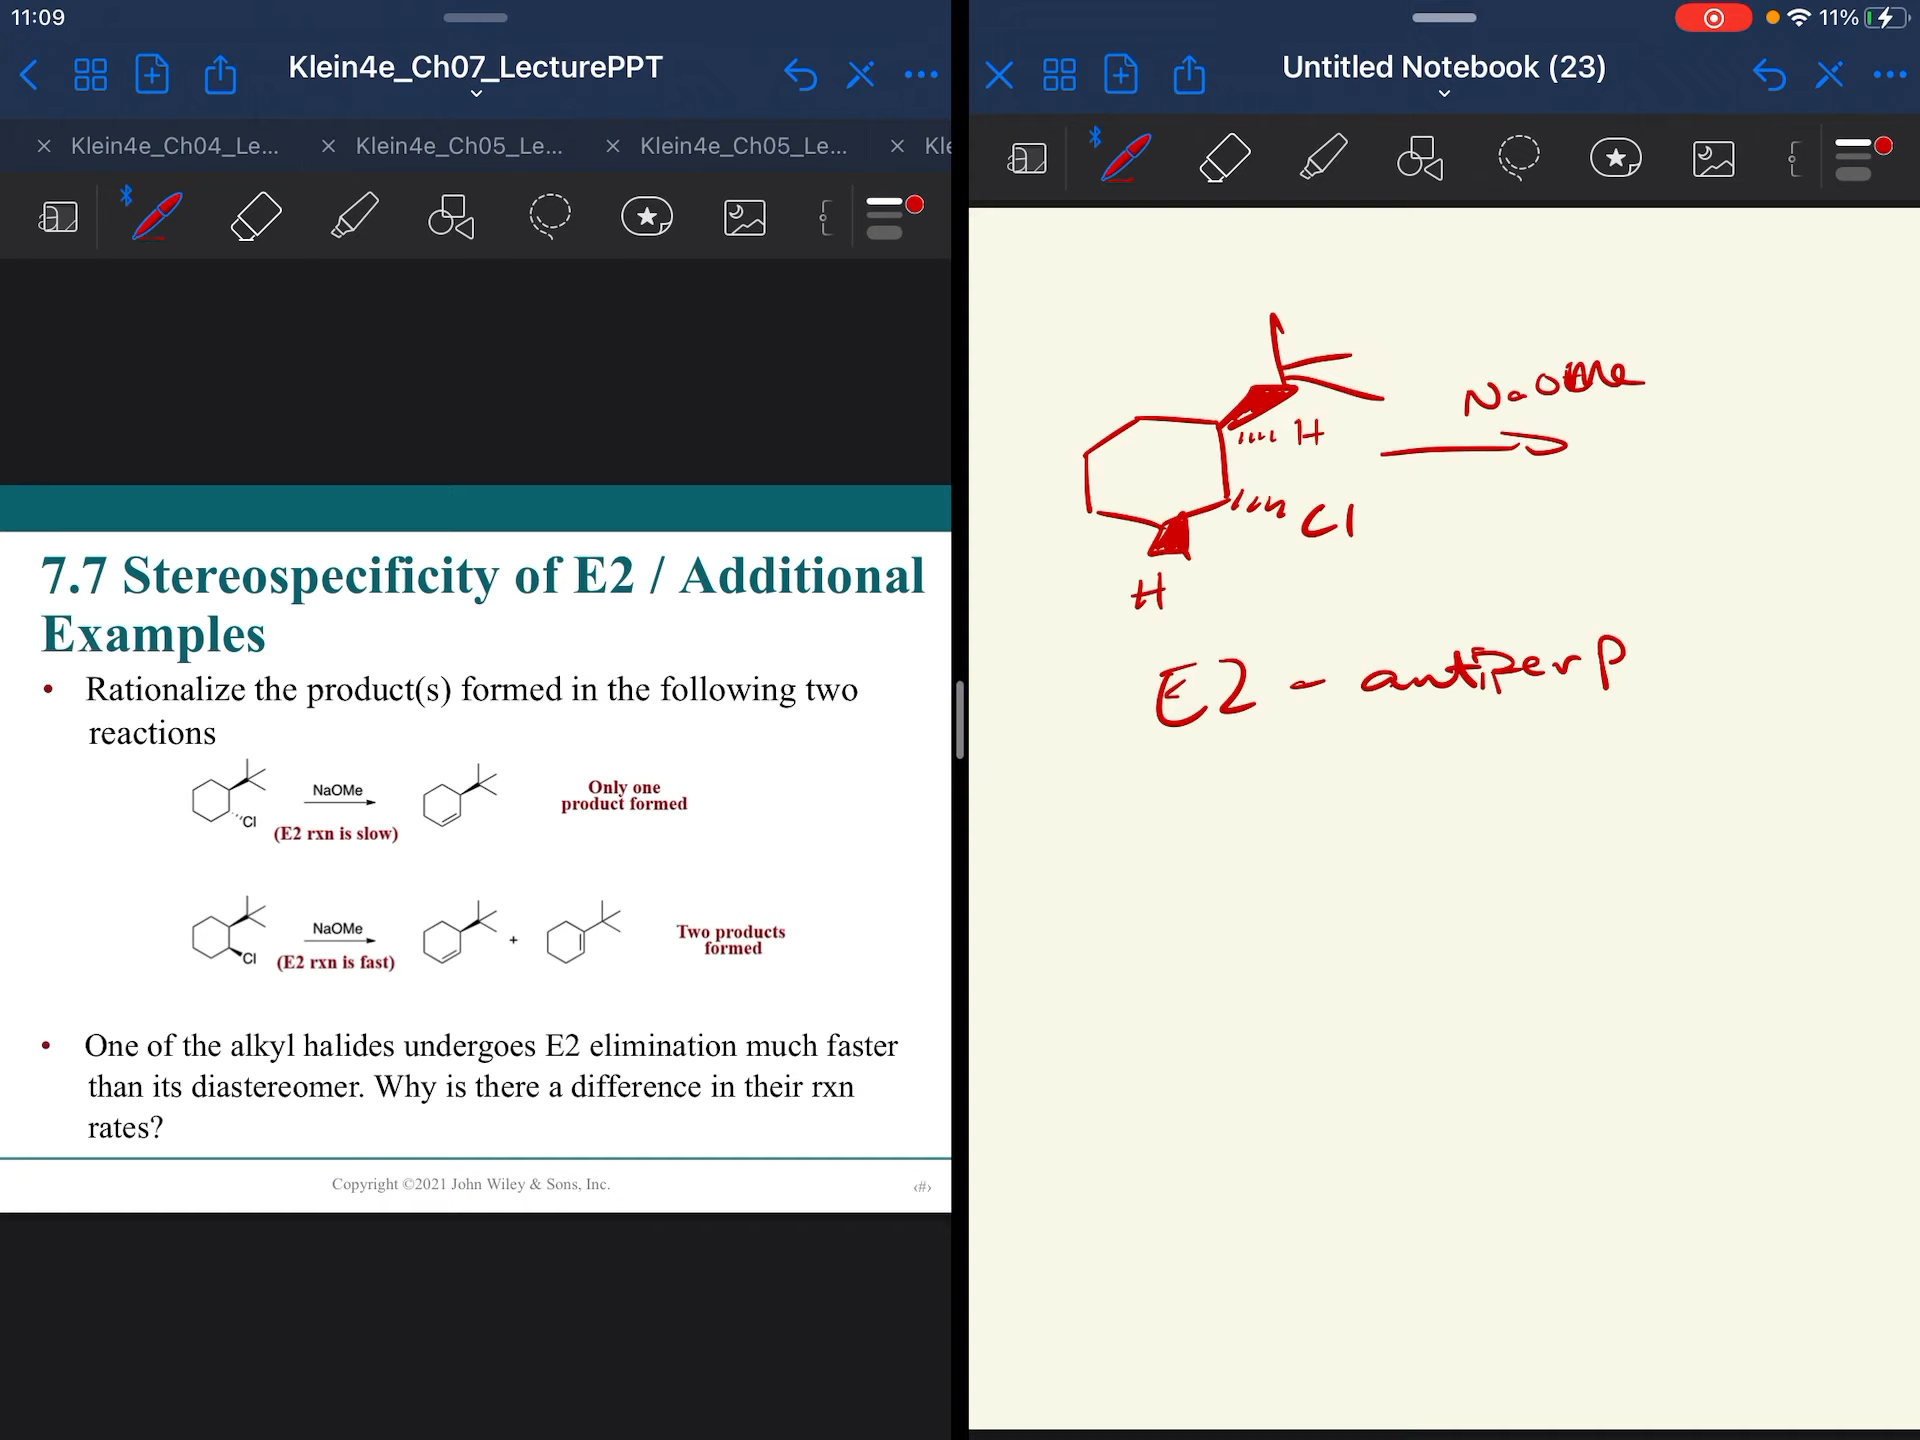 11:09
Klein4e_Ch07_LecturePPT
Klein4e_Ch04_Le...
Klein4e_Ch05_Le...
Klein4e_Ch05_Le...
Kle
7.7 Stereospecificity of E2 / Additional
Examples
• Rationalize the product(s) formed in the following two
reactions
NaOMe
Cl
(E2 rxn is slow)
Only one
product formed
NaOMe
Cl
(E2 rxn is fast)
+
Two products
formed
• One of the alkyl halides undergoes E2 elimination much faster
than its diastereomer. Why is there a difference in their rxn
rates?
Copyright ©2021 John Wiley & Sons, Inc.
‹#›
11%
Untitled Notebook (23)
NaOMe
H
Cl
H
E2 - antiperp